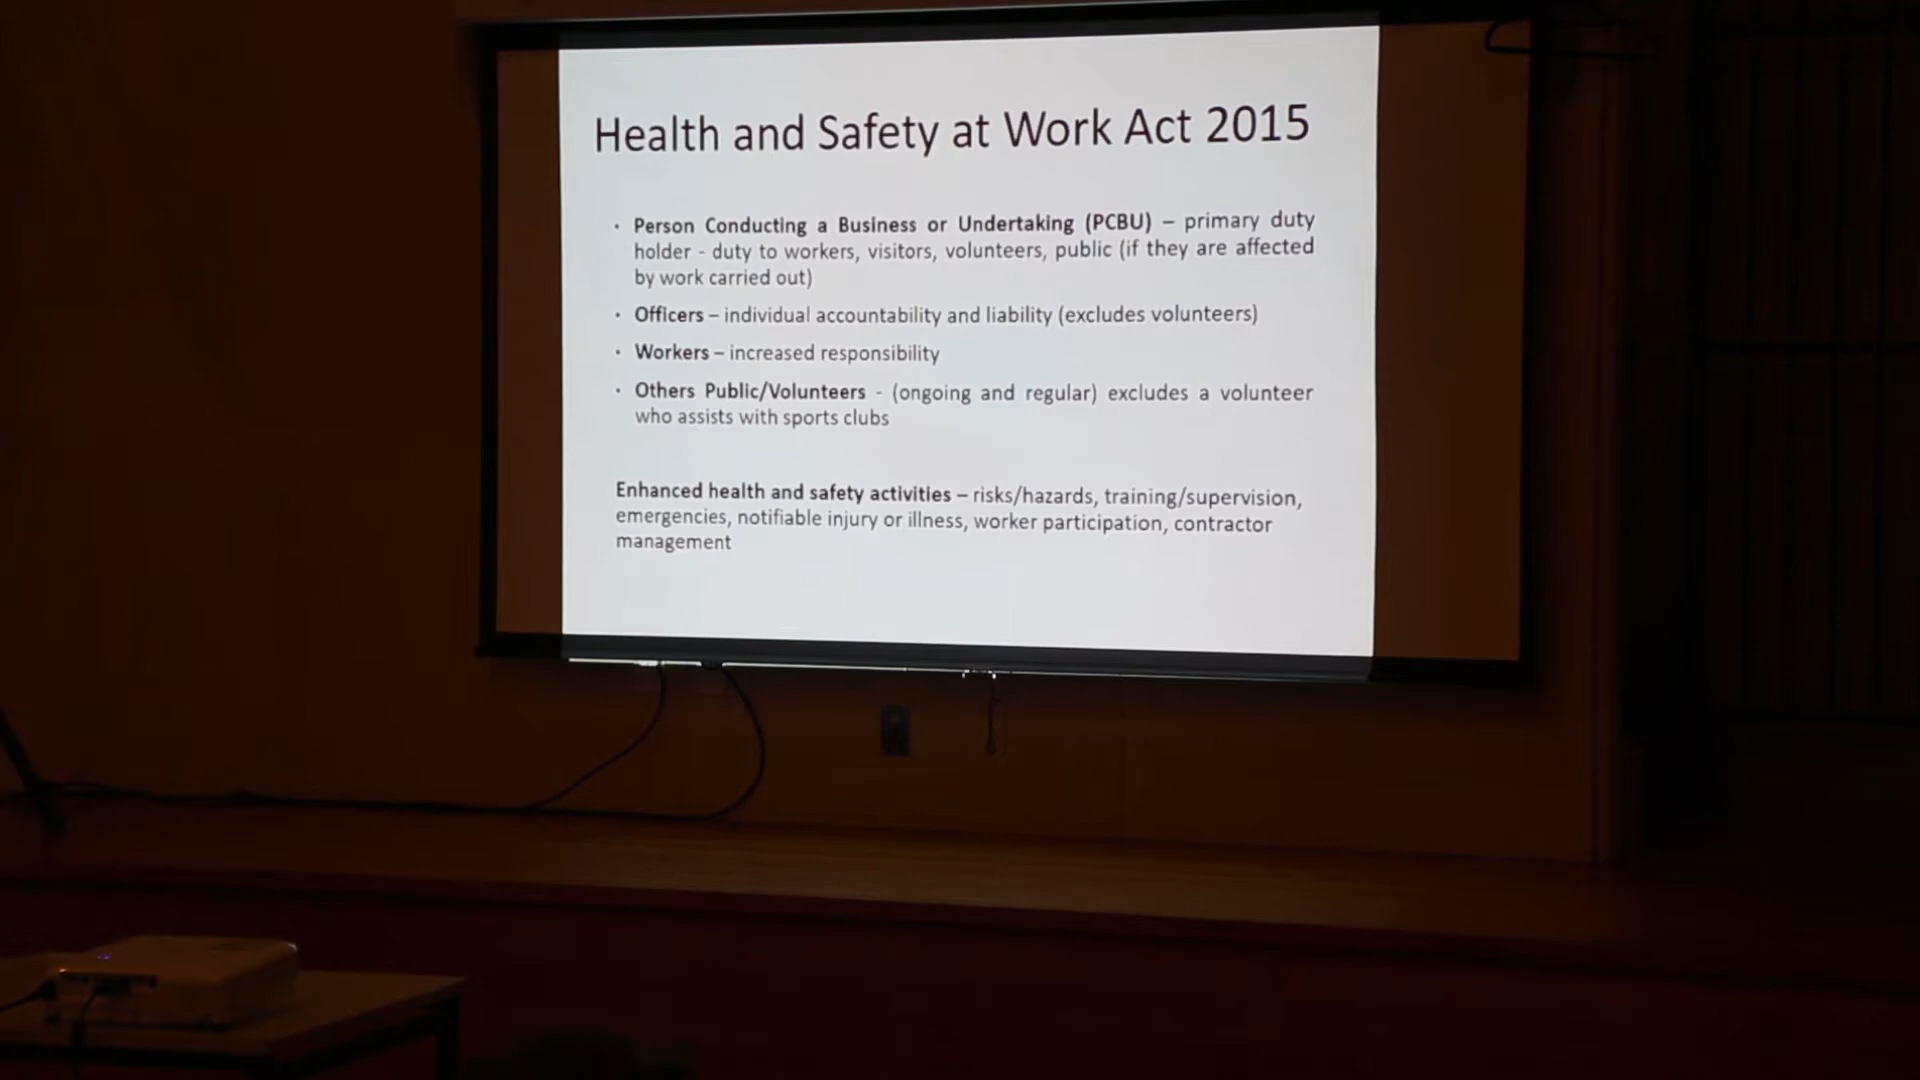 Health and Safety at Work Act 2015
• Person Conducting a Business or Undertaking (PCBU) – primary duty
holder - duty to workers, visitors, volunteers, public (if they are affected
by work carried out)
• Officers – individual accountability and liability (excludes volunteers)
• Workers – increased responsibility
• Others Public/Volunteers - (ongoing and regular) excludes a volunteer
who assists with sports clubs
Enhanced health and safety activities – risks/hazards, training/supervision,
emergencies, notifiable injury or illness, worker participation, contractor
management